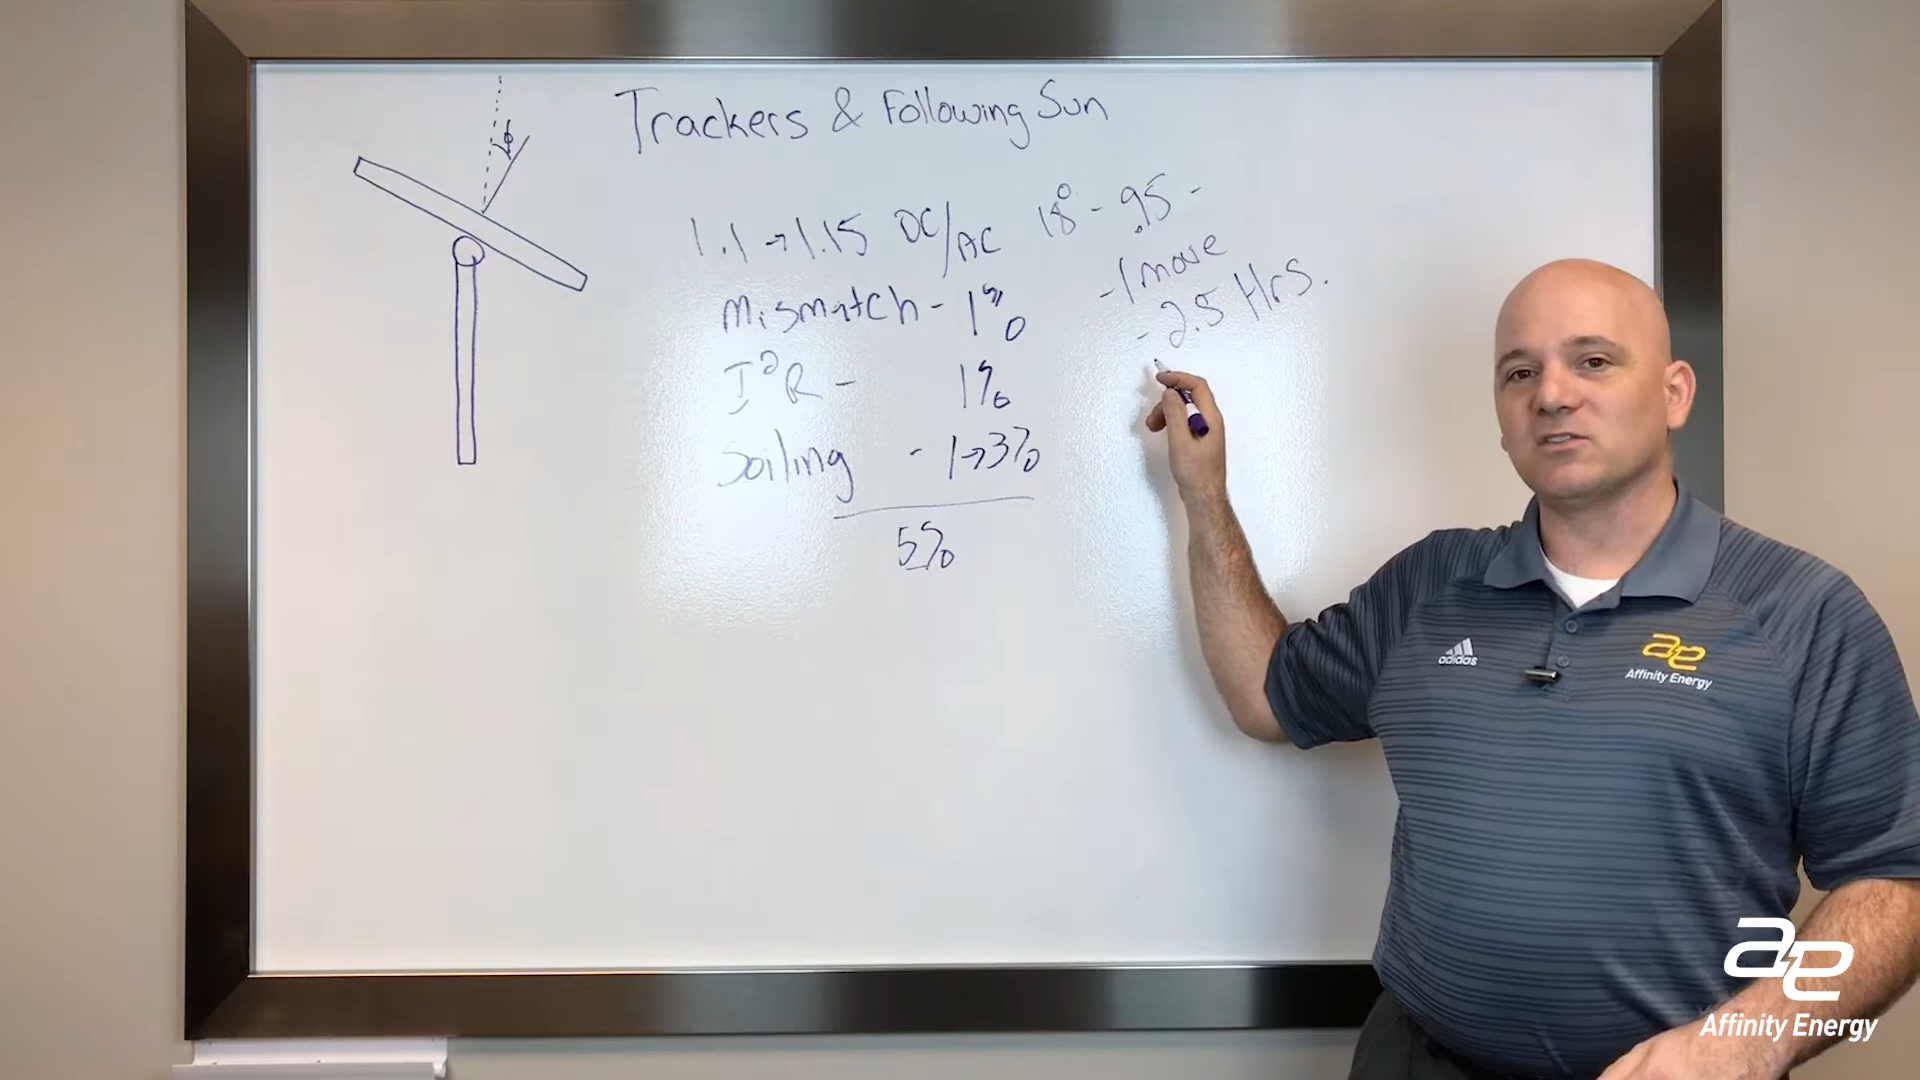 Trackers & Following Sun
φ
1.1 → 1.15 DC/AC
Mismatch - 1%
I²R - 1%
Soiling - 1→3%
5%
18° - .95 -
- 1 move
- 2.5 Hrs.
adidas
ae
Affinity Energy
ae
Affinity Energy